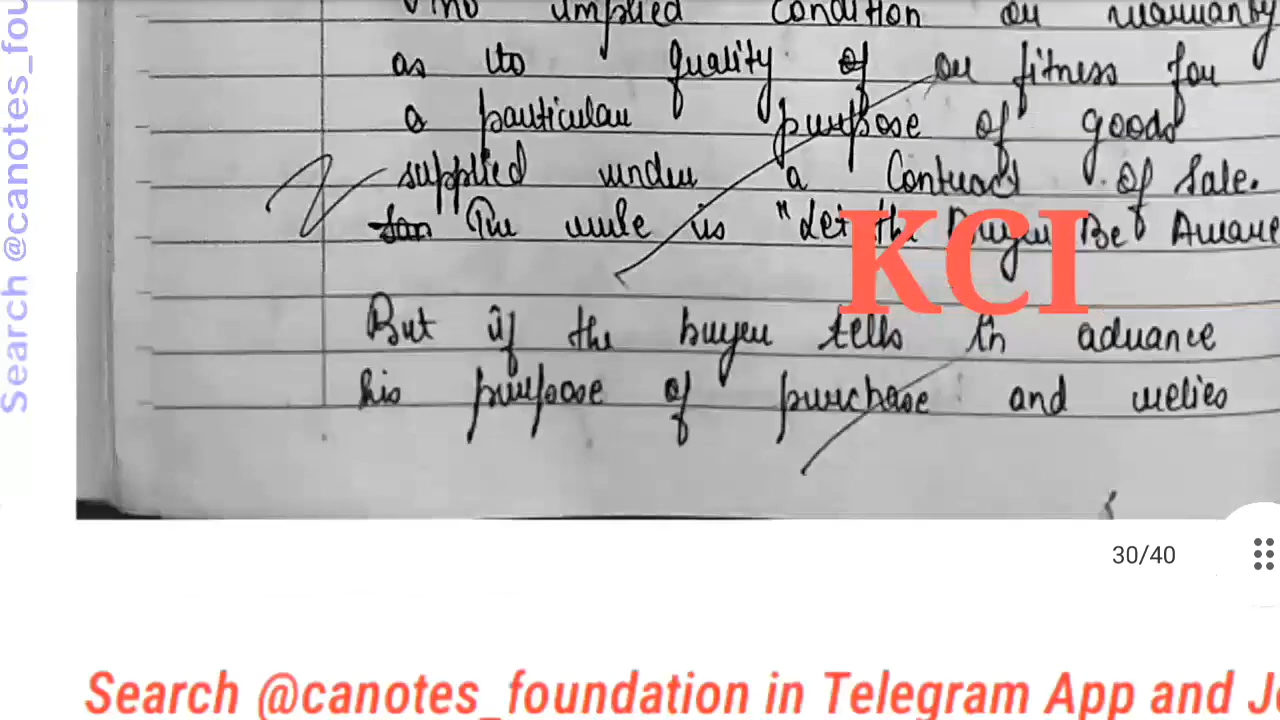 Search @canotes_fou
no implied condition or warranty
as to quality of or fitness for
a particular purpose of goods
supplied under a Contract of Sale.
The rule is "Let the Buyer Be Aware
KCI
But if the buyer tells in advance
his purpose of purchase and relies
30/40
Search @canotes_foundation in Telegram App and Jo